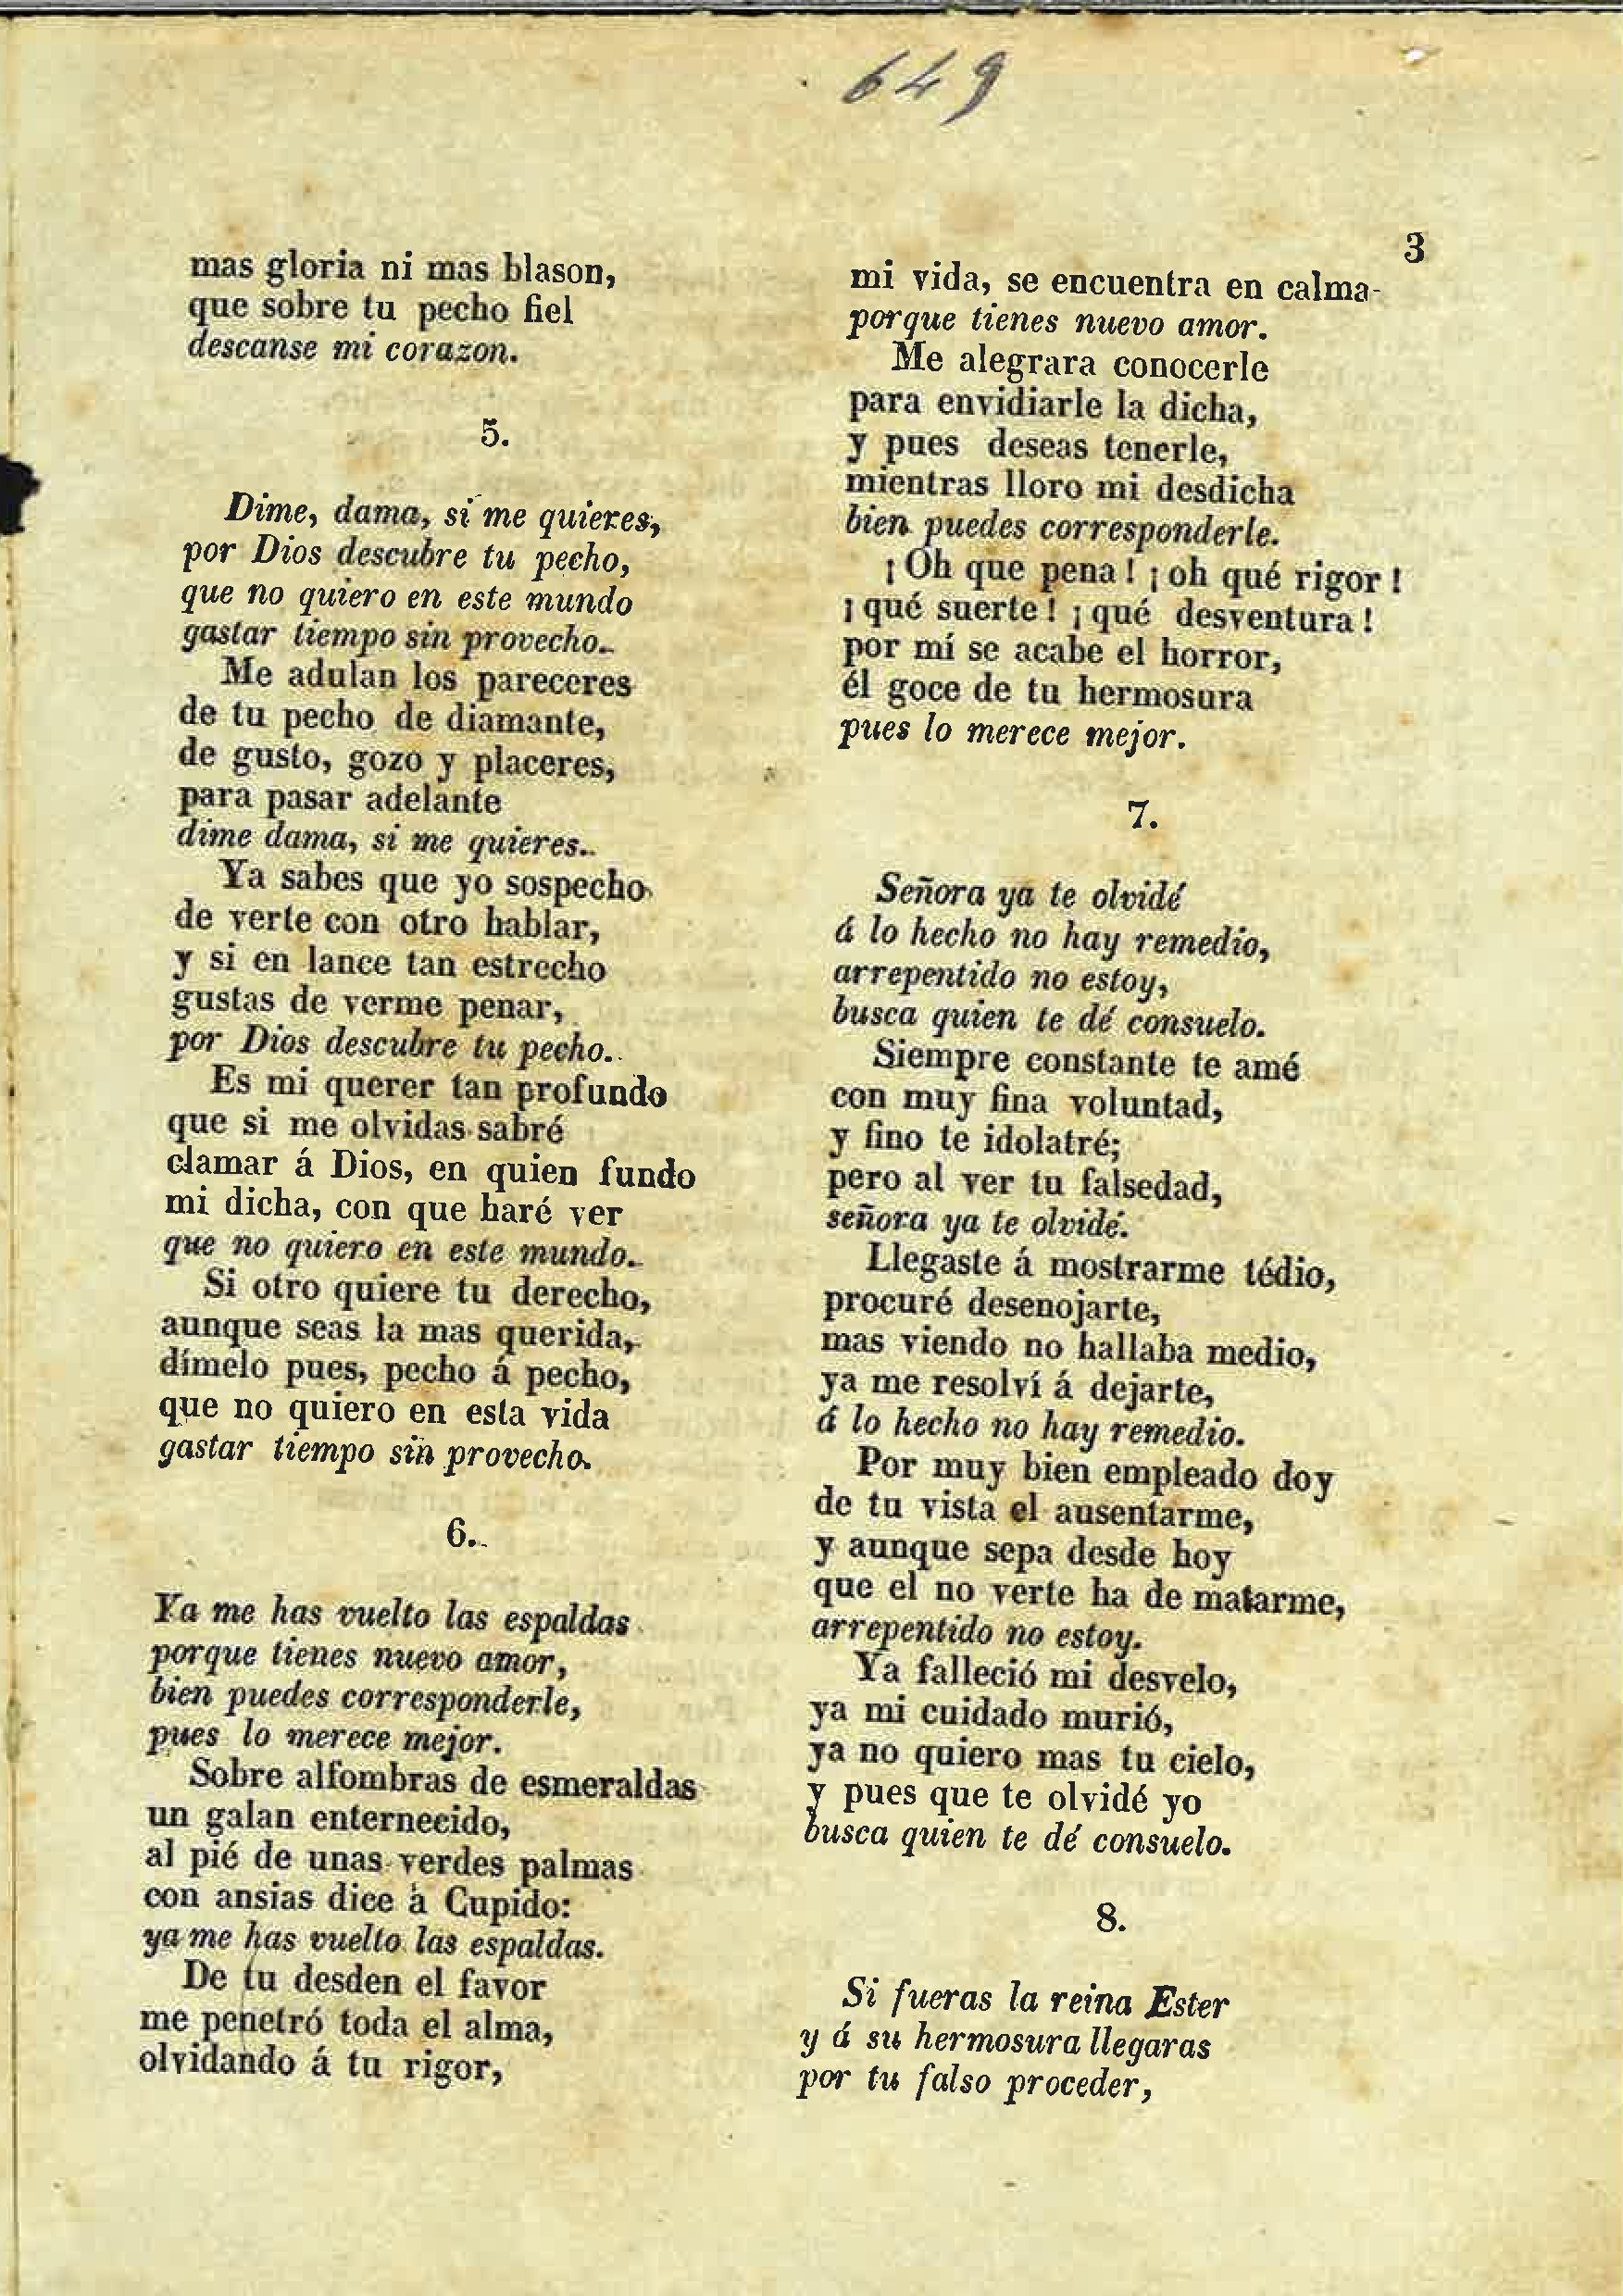 649
3
mas gloria ni mas blason,
que sobre tu pecho fiel
descanse mi corazon.
5.
Dime, dama, si me quieres,
por Dios descubre tu pecho,
que no quiero en este mundo
gastar tiempo sin provecho.
Me adulan los pareceres
de tu pecho de diamante,
de gusto, gozo y placeres,
para pasar adelante
dime dama, si me quieres.
Ya sabes que yo sospecho
de verte con otro hablar,
y si en lance tan estrecho
gustas de verme penar,
por Dios descubre tu pecho.
Es mi querer tan profundo
que si me olvidas sabré
clamar á Dios, en quien fundo
mi dicha, con que haré ver
que no quiero en este mundo.
Si otro quiere tu derecho,
aunque seas la mas querida,
dímelo pues, pecho á pecho,
que no quiero en esta vida
gastar tiempo sin provecho.
6.
Ya me has vuelto las espaldas
porque tienes nuevo amor,
bien puedes corresponderle,
pues lo merece mejor.
Sobre alfombras de esmeraldas
un galan enternecido,
al pié de unas verdes palmas
con ansias dice à Cupido:
ya me has vuelto las espaldas.
De tu desden el favor
me penetró toda el alma,
olvidando á tu rigor,
mi vida, se encuentra en calma
porque tienes nuevo amor.
Me alegrara conocerle
para envidiarle la dicha,
y pues deseas tenerle,
mientras lloro mi desdicha
bien puedes corresponderle.
¡Oh que pena! ¡oh qué rigor!
¡qué suerte! ¡qué desventura!
por mí se acabe el horror,
él goce de tu hermosura
pues lo merece mejor.
7.
Señora ya te olvidé
á lo hecho no hay remedio,
arrepentido no estoy,
busca quien te dé consuelo.
Siempre constante te amé
con muy fina voluntad,
y fino te idolatré;
pero al ver tu falsedad,
señora ya te olvidé.
Llegaste á mostrarme tédio,
procuré desenojarte,
mas viendo no hallaba medio,
ya me resolví á dejarte,
á lo hecho no hay remedio.
Por muy bien empleado doy
de tu vista el ausentarme,
y aunque sepa desde hoy
que el no verte ha de matarme,
arrepentido no estoy.
Ya falleció mi desvelo,
ya mi cuidado murió,
ya no quiero mas tu cielo,
y pues que te olvidé yo
busca quien te dé consuelo.
8.
Si fueras la reina Ester
y á su hermosura llegaras
por tu falso proceder,